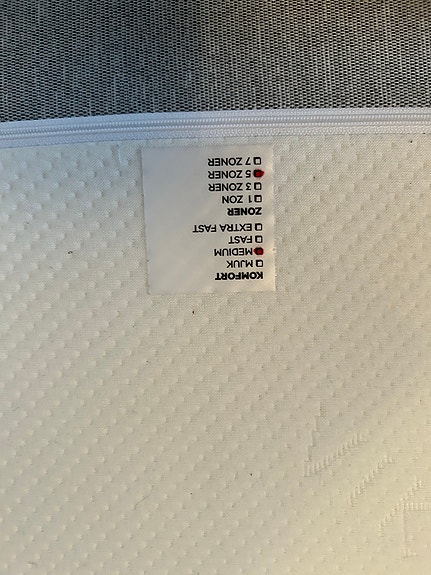 KOMFORT
MJUK
MEDIUM
FAST
EXTRA FAST
ZONER
1 ZON
3 ZONER
5 ZONER
7 ZONER